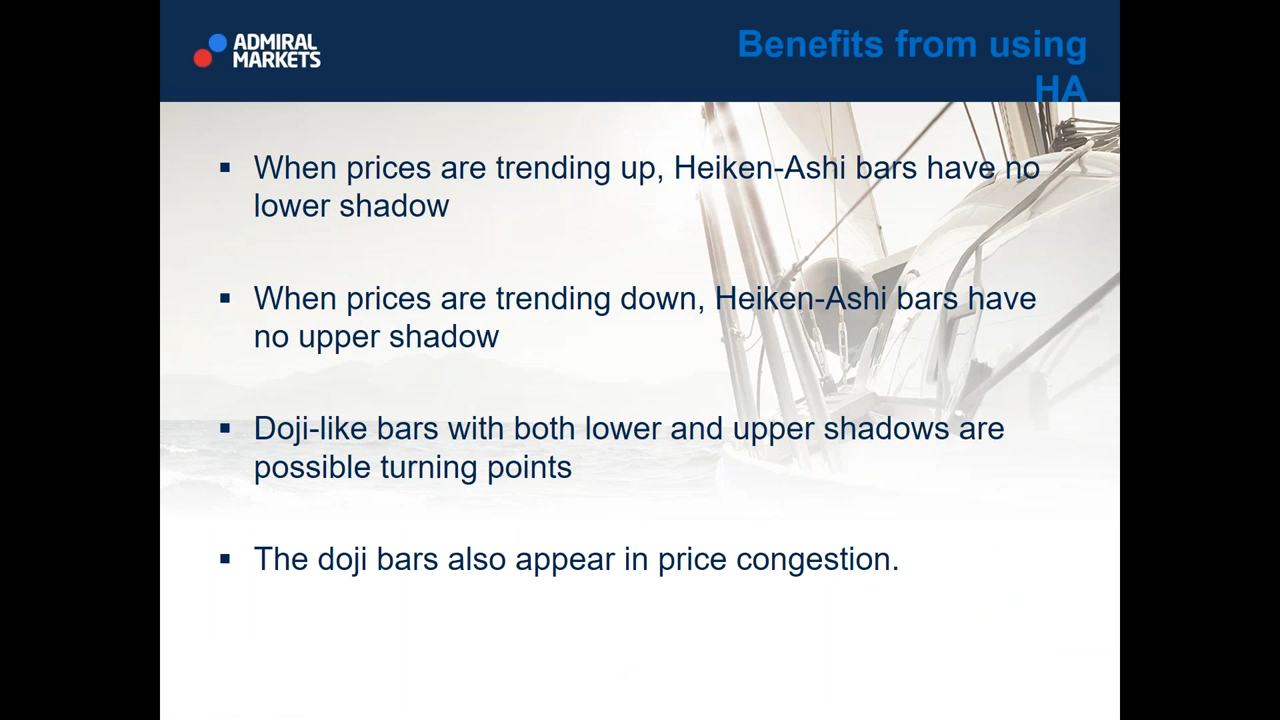 ADMIRAL
MARKETS
Benefits from using
HA
▪ When prices are trending up, Heiken-Ashi bars have no
lower shadow
▪ When prices are trending down, Heiken-Ashi bars have
no upper shadow
▪ Doji-like bars with both lower and upper shadows are
possible turning points
▪ The doji bars also appear in price congestion.